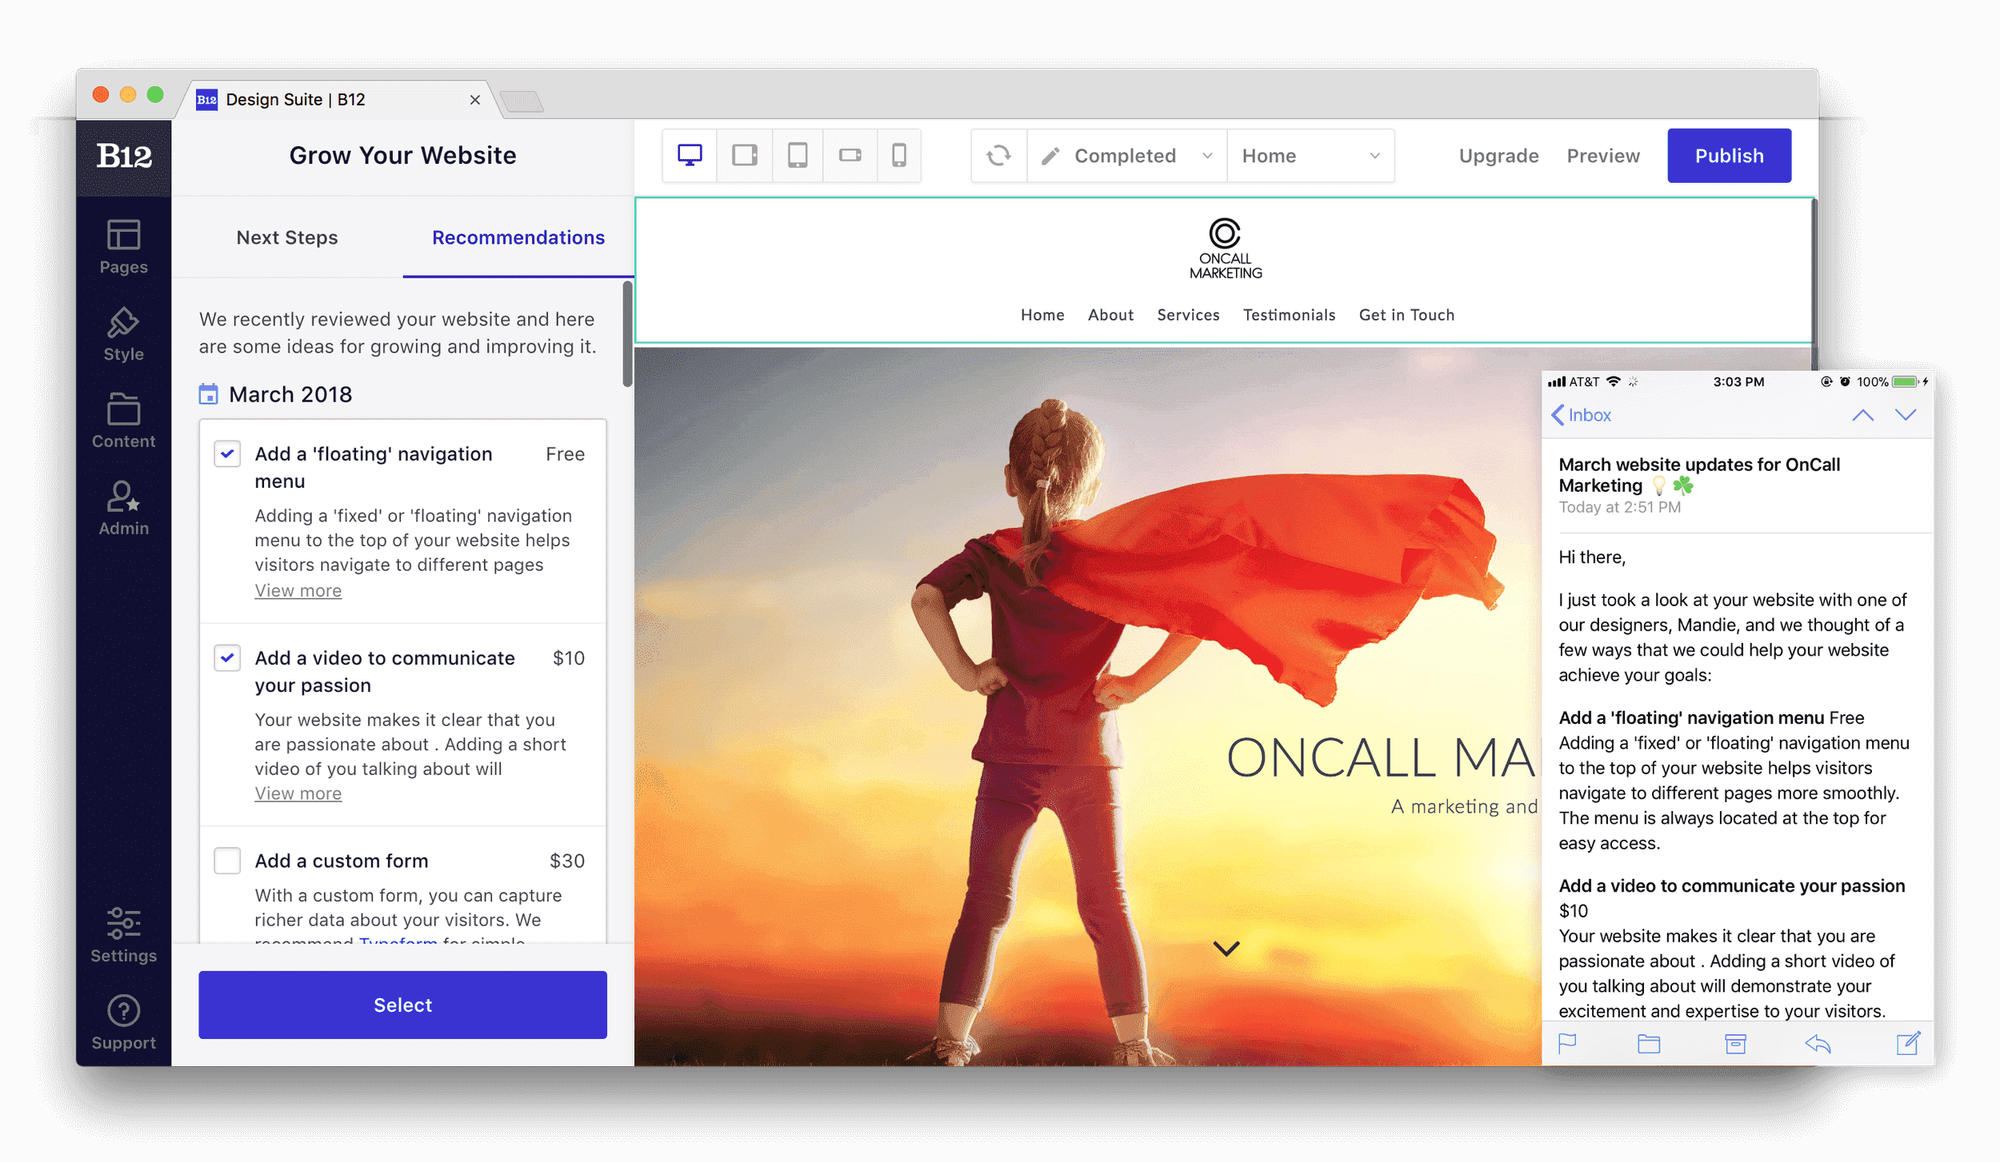 Design Suite | B12
B12
B12
Pages
Style
Content
Admin
Settings
Support
Grow Your Website
Next Steps
Recommendations
We recently reviewed your website and here
are some ideas for growing and improving it.
March 2018
Add a 'floating' navigation Free
menu
Adding a 'fixed' or 'floating' navigation
menu to the top of your website helps
visitors navigate to different pages
View more
Add a video to communicate $10
your passion
Your website makes it clear that you
are passionate about . Adding a short
video of you talking about will
View more
Add a custom form $30
With a custom form, you can capture
richer data about your visitors. We
recommend Typeform for simple
Select
Completed
Home
Upgrade
Preview
Publish
ONCALL
MARKETING
Home About Services Testimonials Get in Touch
ONCALL MA
A marketing and
AT&T 3:03 PM 100%
Inbox
March website updates for OnCall
Marketing 💡☘️
Today at 2:51 PM
Hi there,
I just took a look at your website with one of
our designers, Mandie, and we thought of a
few ways that we could help your website
achieve your goals:
Add a 'floating' navigation menu Free
Adding a 'fixed' or 'floating' navigation menu
to the top of your website helps visitors
navigate to different pages more smoothly.
The menu is always located at the top for
easy access.
Add a video to communicate your passion
$10
Your website makes it clear that you are
passionate about . Adding a short video of
you talking about will demonstrate your
excitement and expertise to your visitors.